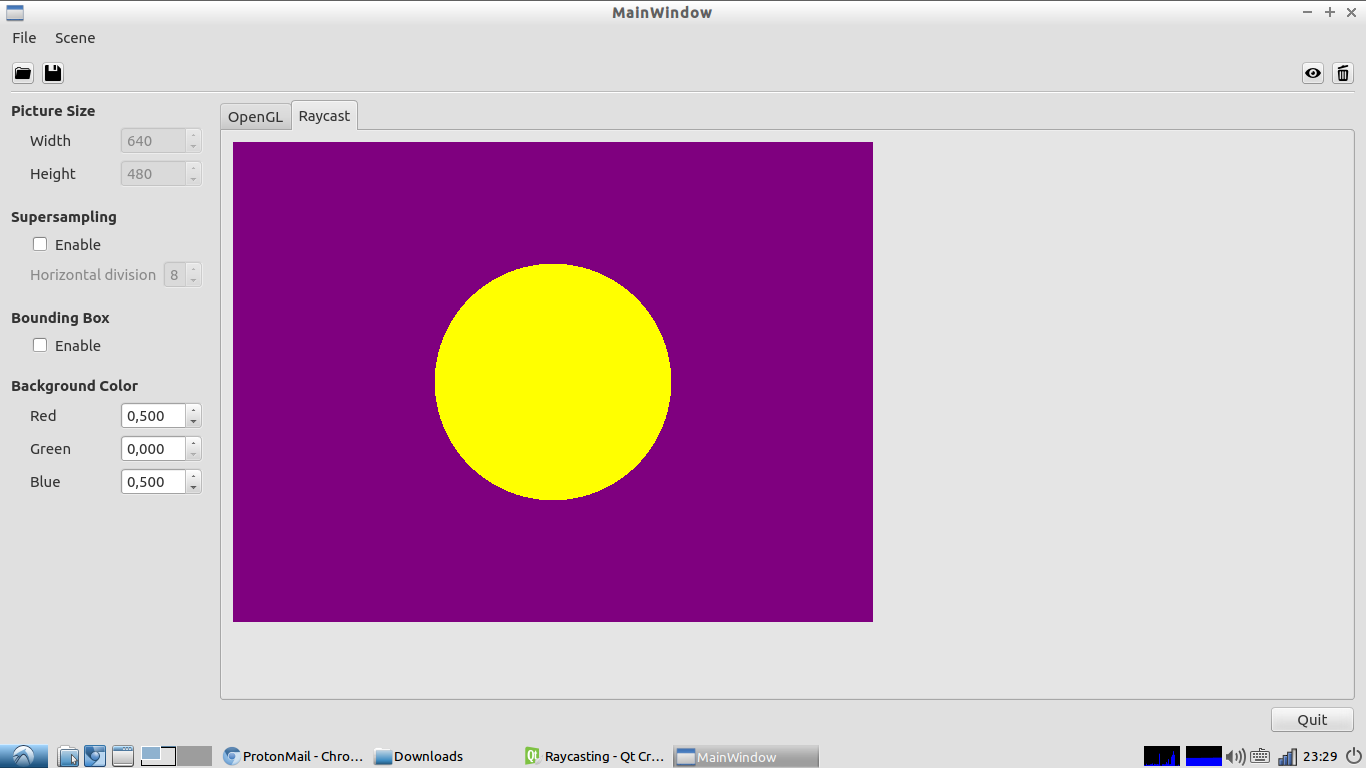 MainWindow
File Scene
Picture Size
Width 640
Height 480
Supersampling
Enable
Horizontal division 8
Bounding Box
Enable
Background Color
Red 0,500
Green 0,000
Blue 0,500
OpenGL Raycast
Quit
ProtonMail - Chro... Downloads Raycasting - Qt Cr... MainWindow 23:29